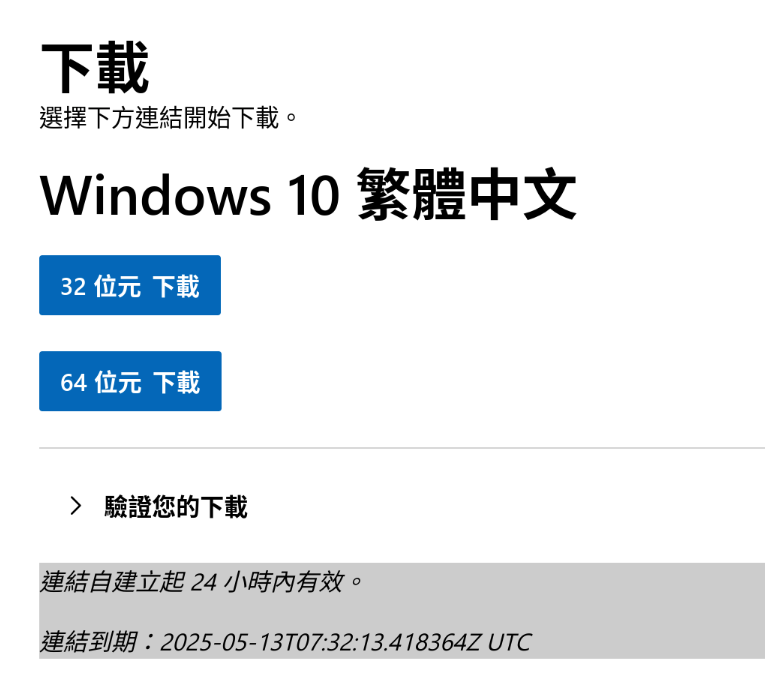 下載
選擇下方連結開始下載。
Windows 10 繁體中文
32 位元 下載
64 位元 下載
驗證您的下載
連結自建立起 24 小時內有效。
連結到期：2025-05-13T07:32:13.418364Z UTC